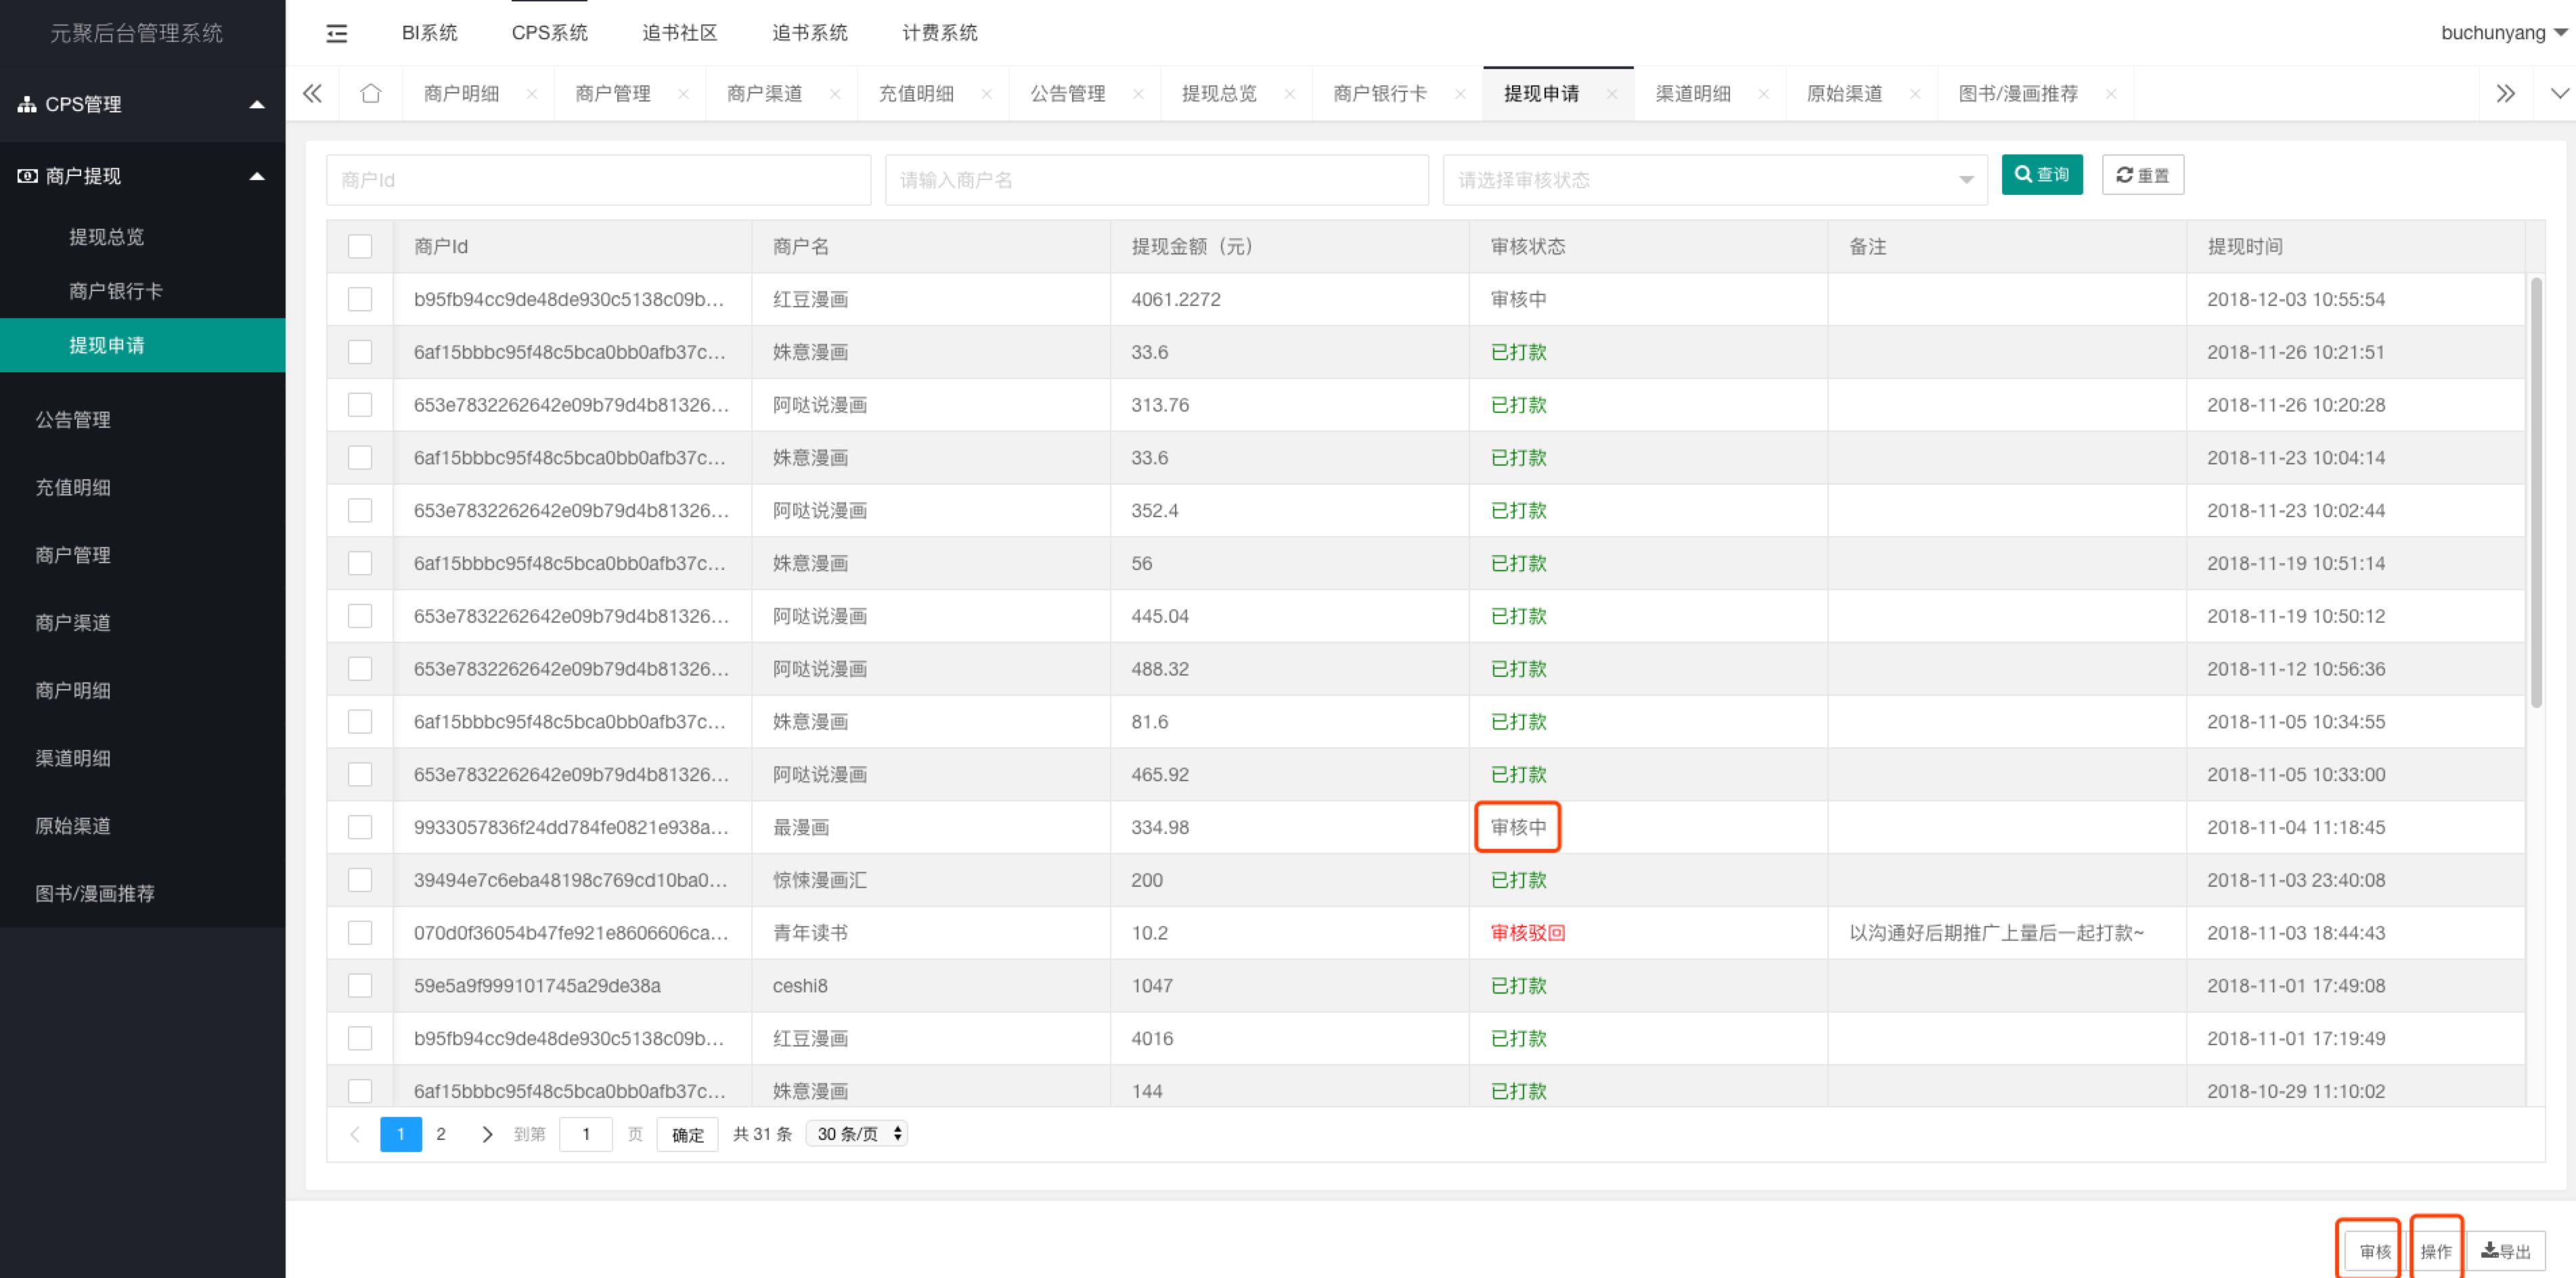 元聚后台管理系统
BI系统 CPS系统 追书社区 追书系统 计费系统
buchunyang
CPS管理
商户明细 商户管理 商户渠道 充值明细 公告管理 提现总览 商户银行卡 提现申请 渠道明细 原始渠道 图书/漫画推荐
商户提现
提现总览
商户银行卡
提现申请
公告管理
充值明细
商户管理
商户渠道
商户明细
渠道明细
原始渠道
图书/漫画推荐
商户Id 请输入商户名 请选择审核状态 查询 重置
商户Id 商户名 提现金额（元） 审核状态 备注 提现时间
b95fb94cc9de48de930c5138c09b... 红豆漫画 4061.2272 审核中 2018-12-03 10:55:54
6af15bbbc95f48c5bca0bb0afb37c... 姝意漫画 33.6 已打款 2018-11-26 10:21:51
653e7832262642e09b79d4b81326... 阿哒说漫画 313.76 已打款 2018-11-26 10:20:28
6af15bbbc95f48c5bca0bb0afb37c... 姝意漫画 33.6 已打款 2018-11-23 10:04:14
653e7832262642e09b79d4b81326... 阿哒说漫画 352.4 已打款 2018-11-23 10:02:44
6af15bbbc95f48c5bca0bb0afb37c... 姝意漫画 56 已打款 2018-11-19 10:51:14
653e7832262642e09b79d4b81326... 阿哒说漫画 445.04 已打款 2018-11-19 10:50:12
653e7832262642e09b79d4b81326... 阿哒说漫画 488.32 已打款 2018-11-12 10:56:36
6af15bbbc95f48c5bca0bb0afb37c... 姝意漫画 81.6 已打款 2018-11-05 10:34:55
653e7832262642e09b79d4b81326... 阿哒说漫画 465.92 已打款 2018-11-05 10:33:00
9933057836f24dd784fe0821e938a... 最漫画 334.98 审核中 2018-11-04 11:18:45
39494e7c6eba48198c769cd10ba0... 惊悚漫画汇 200 已打款 2018-11-03 23:40:08
070d0f36054b47fe921e8606606ca... 青年读书 10.2 审核驳回 以沟通好后期推广上量后一起打款~ 2018-11-03 18:44:43
59e5a9f999101745a29de38a ceshi8 1047 已打款 2018-11-01 17:49:08
b95fb94cc9de48de930c5138c09b... 红豆漫画 4016 已打款 2018-11-01 17:19:49
6af15bbbc95f48c5bca0bb0afb37c... 姝意漫画 144 已打款 2018-10-29 11:10:02
1 2 到第 1 页 确定 共 31 条 30 条/页
审核 操作 导出